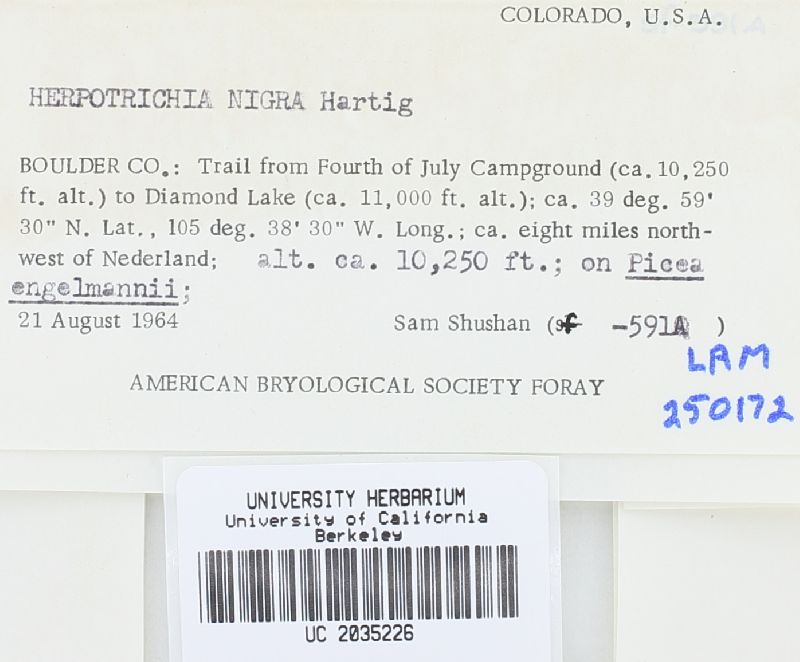 COLORADO, U.S.A.
HERPOTRICHIA NIGRA Hartig
BOULDER CO.: Trail from Fourth of July Campground (ca. 10,250
ft. alt.) to Diamond Lake (ca. 11,000 ft. alt.); ca. 39 deg. 59'
30" N. Lat., 105 deg. 38' 30" W. Long.; ca. eight miles north-
west of Nederland; alt. ca. 10,250 ft.; on Picea
engelmannii;
21 August 1964 Sam Shushan (sf -591A )
LAM
250172
AMERICAN BRYOLOGICAL SOCIETY FORAY
UNIVERSITY HERBARIUM
University of California
Berkeley
UC 2035226